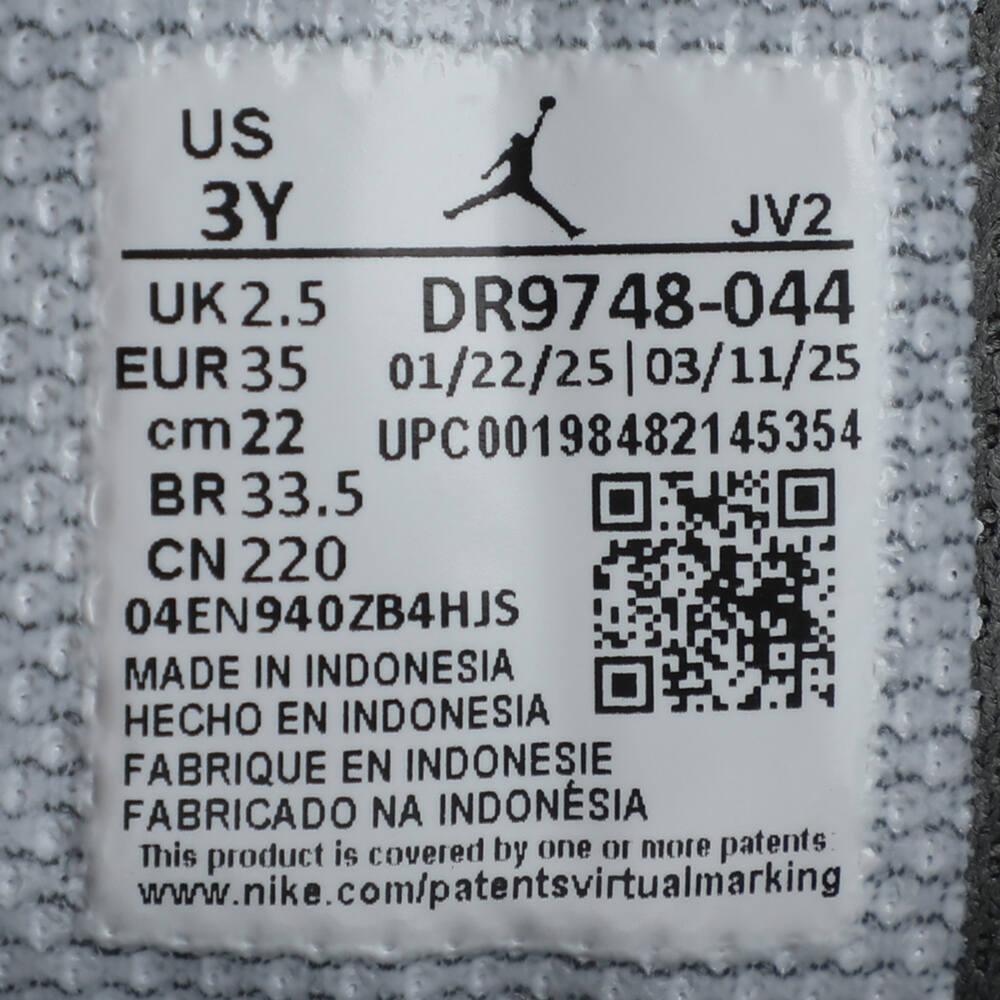 US
3Y
JV2
UK 2.5
DR9748-044
EUR 35
01/22/25|03/11/25
cm 22
UPC00198482145354
BR 33.5
CN 220
04EN940ZB4HJS
MADE IN INDONESIA
HECHO EN INDONESIA
FABRIQUE EN INDONESIE
FABRICADO NA INDONÉSIA
This product is covered by one or more patents:
www.nike.com/patentsvirtualmarking